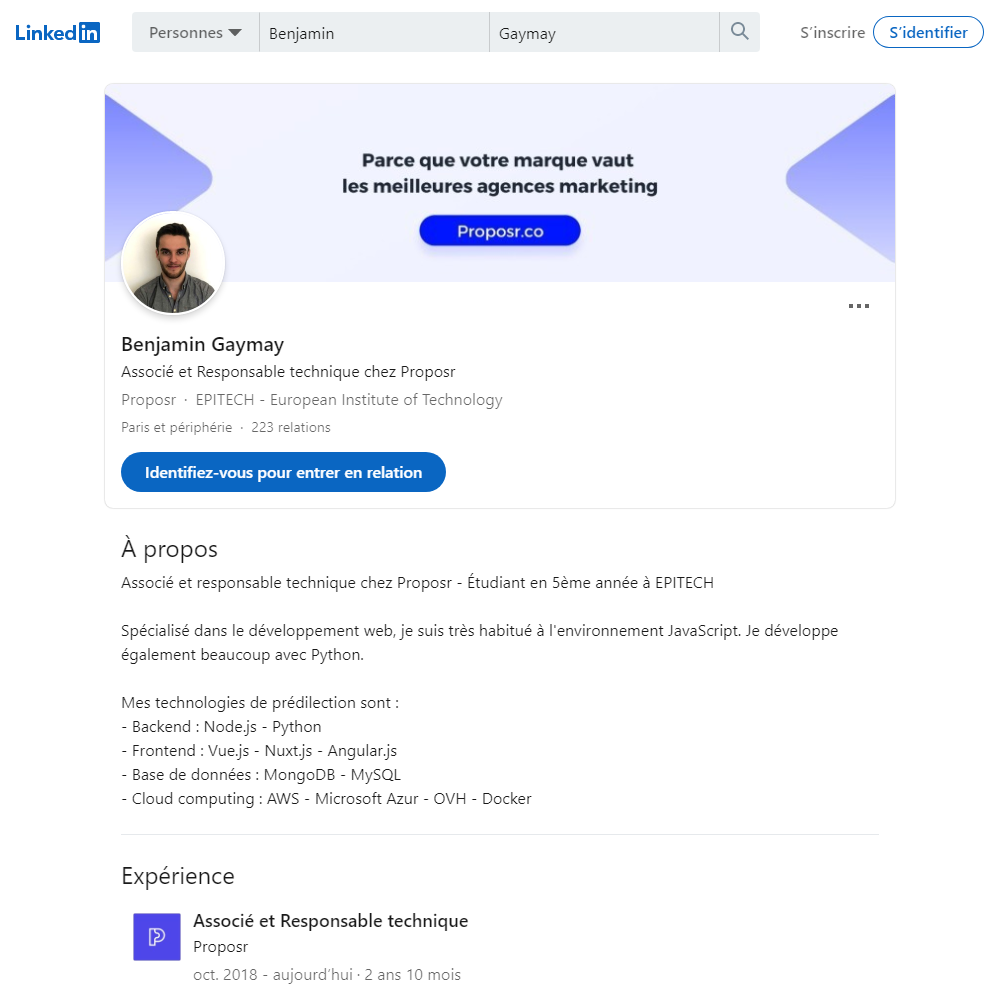 LinkedIn
Personnes
Benjamin
Gaymay
S’inscrire
S’identifier
Parce que votre marque vaut
les meilleures agences marketing
Proposr.co
Benjamin Gaymay
Associé et Responsable technique chez Proposr
Proposr · EPITECH - European Institute of Technology
Paris et périphérie · 223 relations
Identifiez-vous pour entrer en relation
À propos
Associé et responsable technique chez Proposr - Étudiant en 5ème année à EPITECH
Spécialisé dans le développement web, je suis très habitué à l'environnement JavaScript. Je développe
également beaucoup avec Python.
Mes technologies de prédilection sont :
- Backend : Node.js - Python
- Frontend : Vue.js - Nuxt.js - Angular.js
- Base de données : MongoDB - MySQL
- Cloud computing : AWS - Microsoft Azur - OVH - Docker
Expérience
Associé et Responsable technique
Proposr
oct. 2018 - aujourd’hui · 2 ans 10 mois